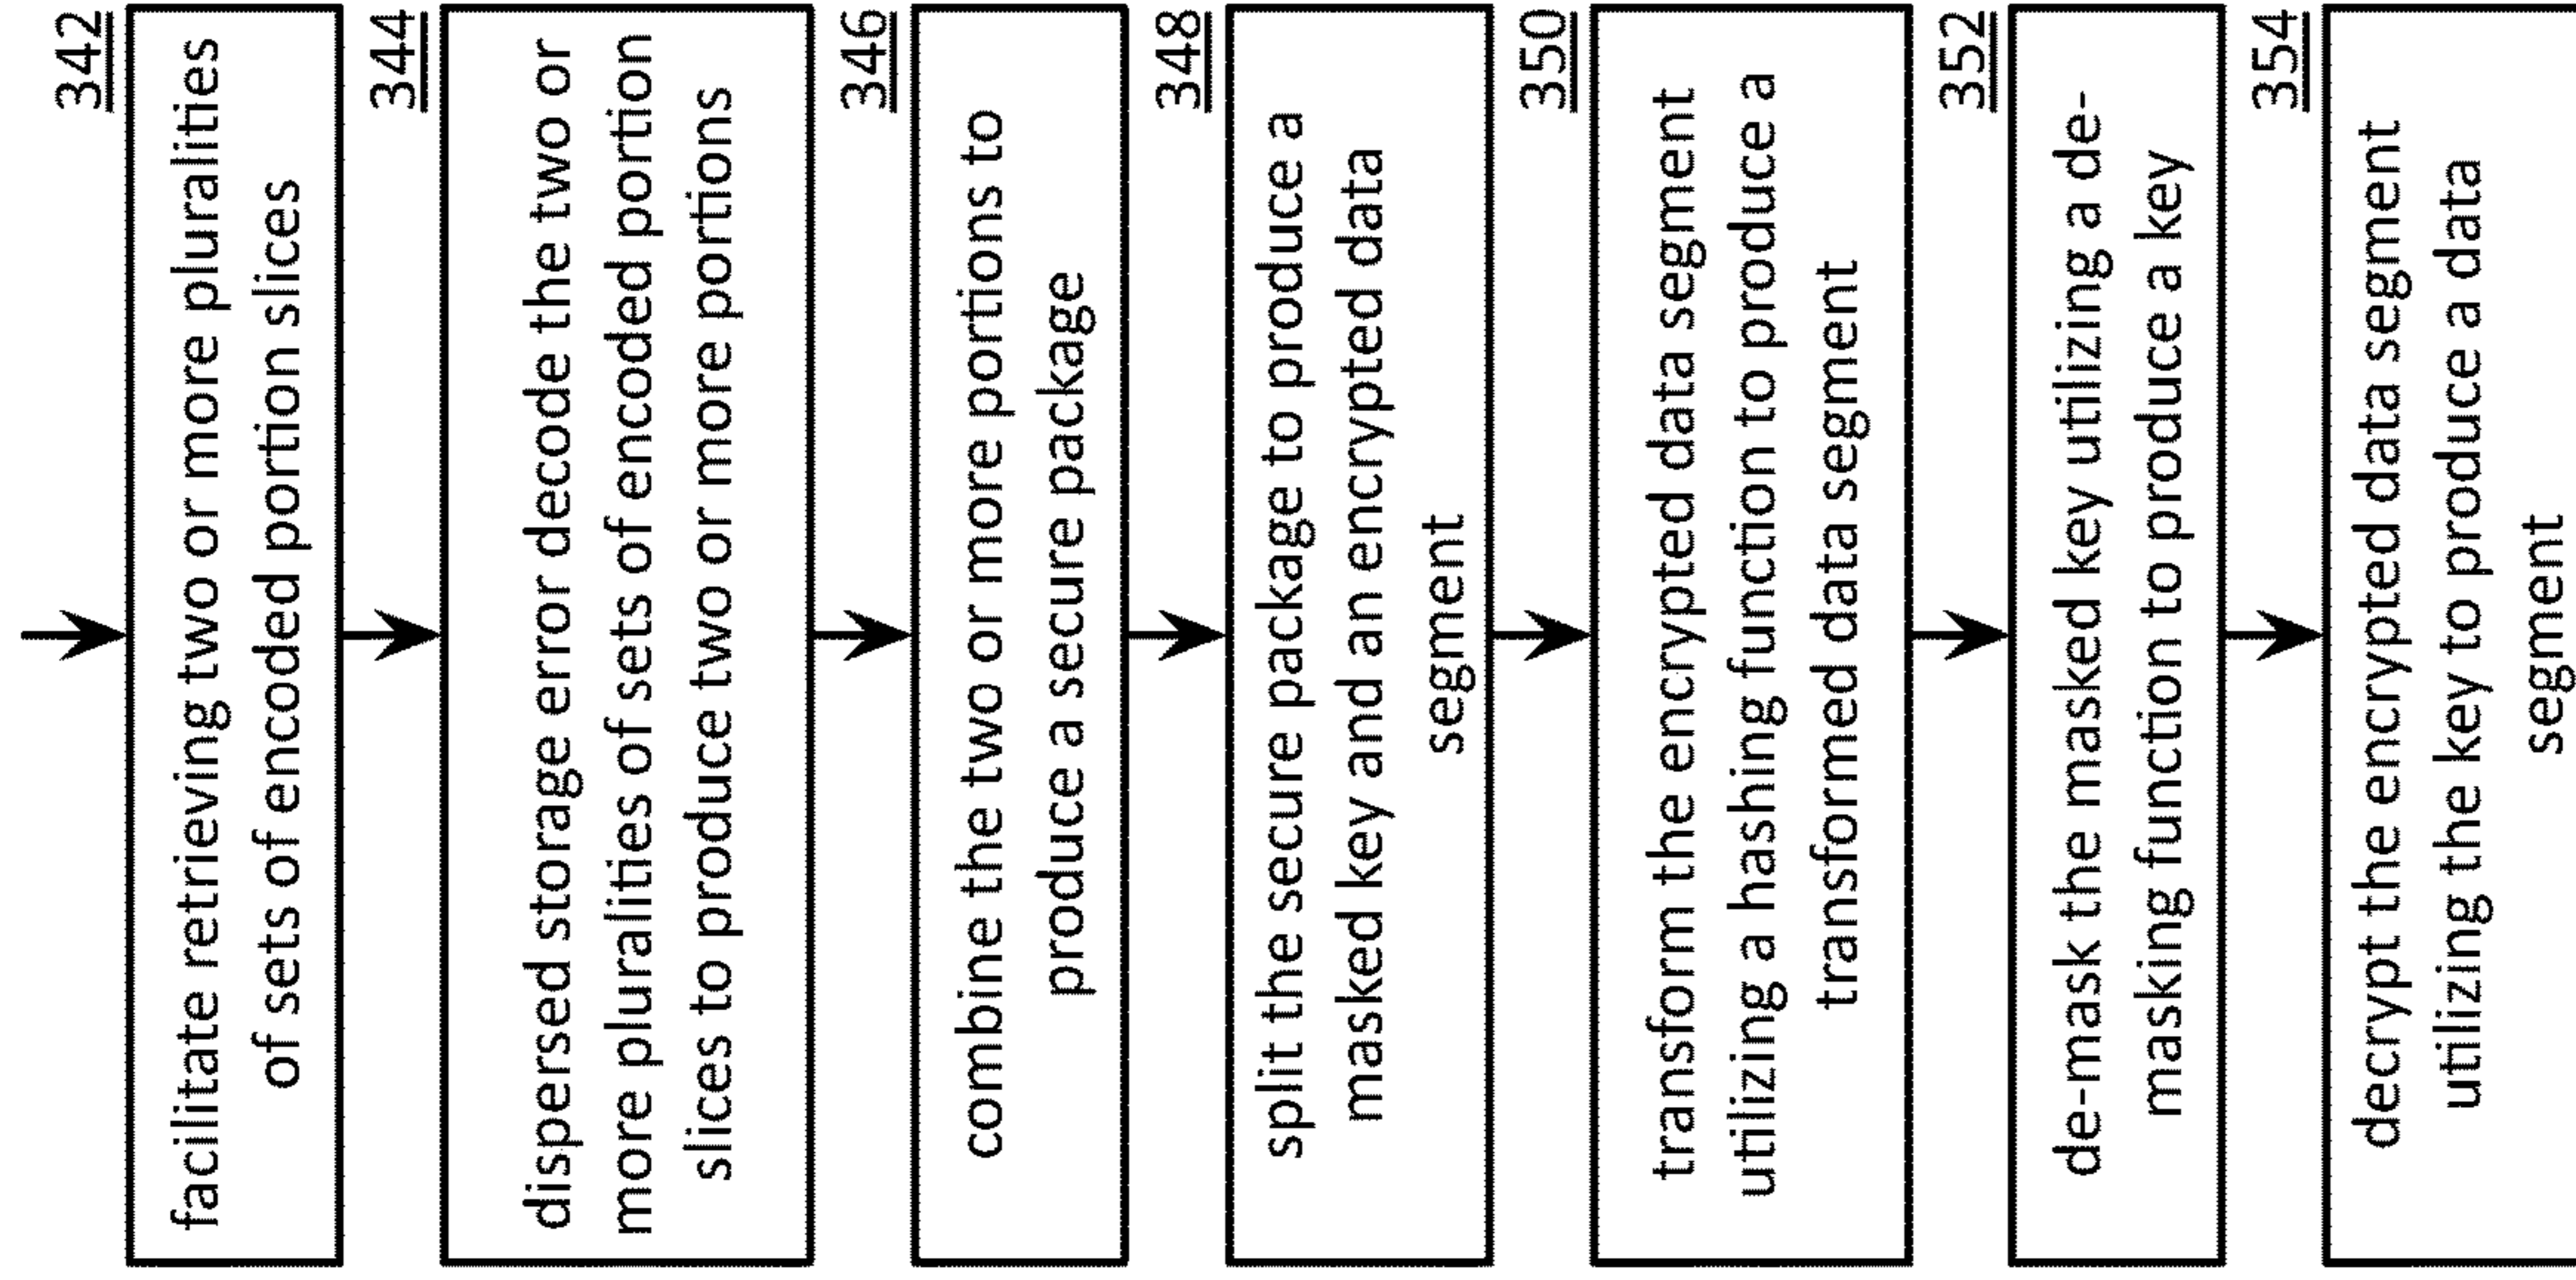 342
facilitate retrieving two or more pluralities
of sets of encoded portion slices
344
dispersed storage error decode the two or
more pluralities of sets of encoded portion
slices to produce two or more portions
346
combine the two or more portions to
produce a secure package
348
split the secure package to produce a
masked key and an encrypted data
segment
350
transform the encrypted data segment
utilizing a hashing function to produce a
transformed data segment
352
de-mask the masked key utilizing a de-
masking function to produce a key
354
decrypt the encrypted data segment
utilizing the key to produce a data
segment